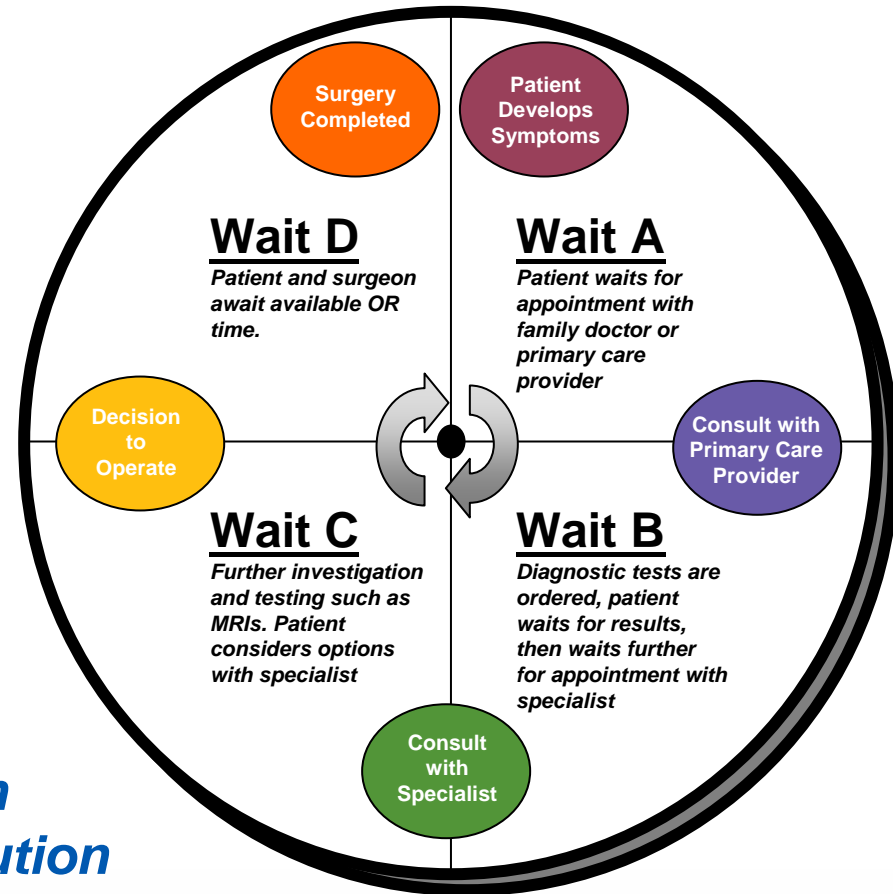 Surgery
Completed
Patient
Develops
Symptoms
Wait D
Patient and surgeon
await available OR
time.
Wait A
Patient waits for
appointment with
family doctor or
primary care
provider
Decision
to
Operate
Consult with
Primary Care
Provider
Wait C
Further investigation
and testing such as
MRIs. Patient
considers options
with specialist
Wait B
Diagnostic tests are
ordered, patient
waits for results,
then waits further
for appointment with
specialist
Consult
with
Specialist